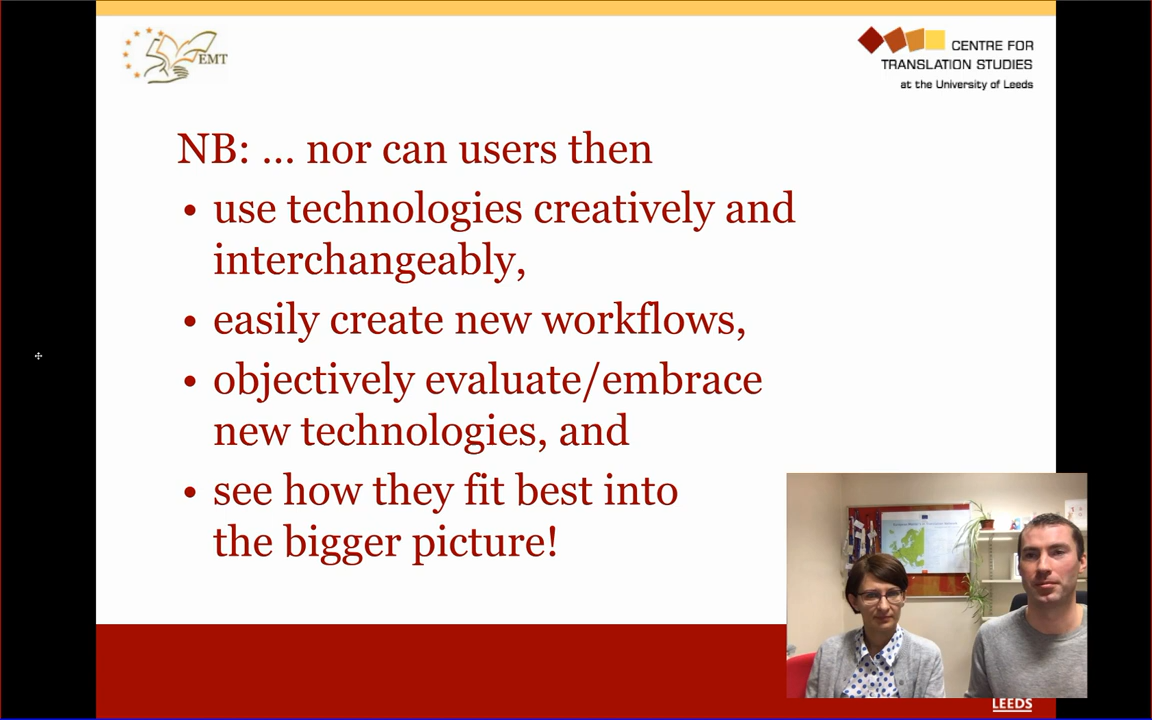 EMT
CENTRE FOR
TRANSLATION STUDIES
at the University of Leeds
NB: ... nor can users then
• use technologies creatively and
interchangeably,
• easily create new workflows,
• objectively evaluate/embrace
new technologies, and
• see how they fit best into
the bigger picture!
LEEDS